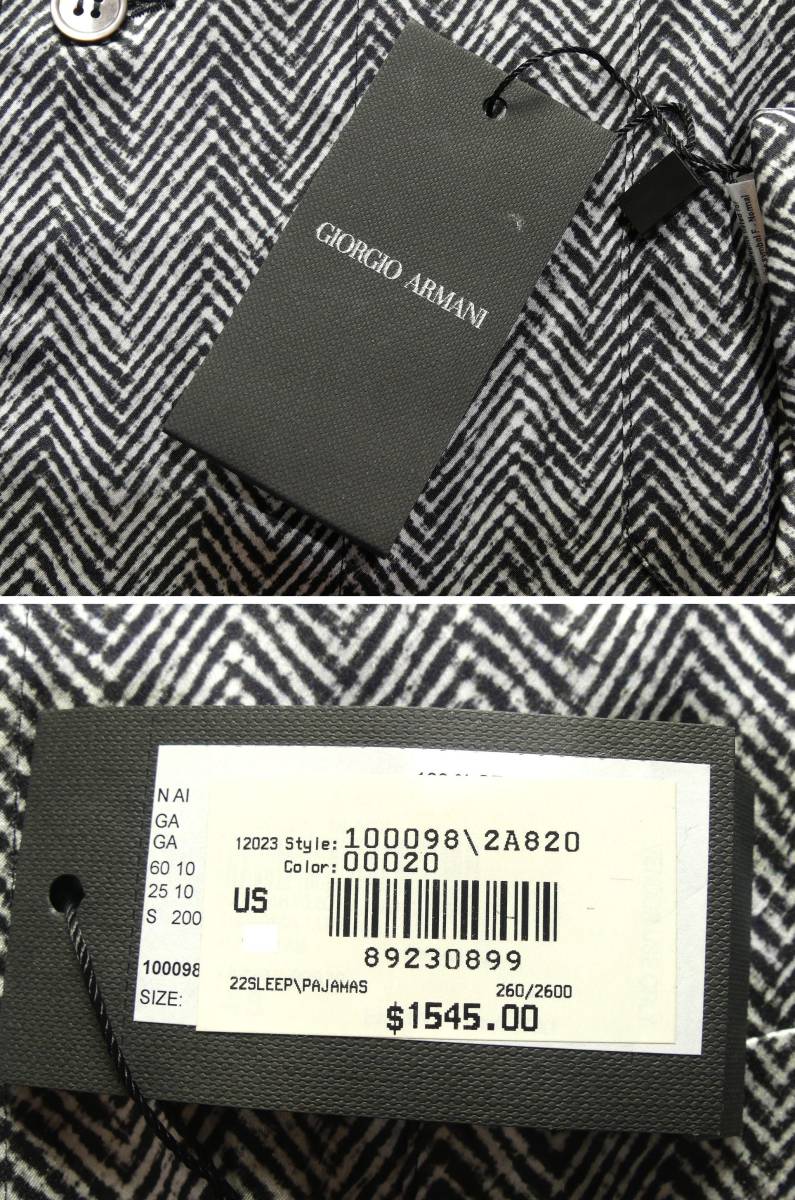 GIORGIO ARMANI
N AI
GA
GA
60 10
25 10
S 200
100098
SIZE:
12023 Style: 100098\2A820
Color: 00020
US
89230899
22SLEEP\PAJAMAS 260/2600
$1545.00